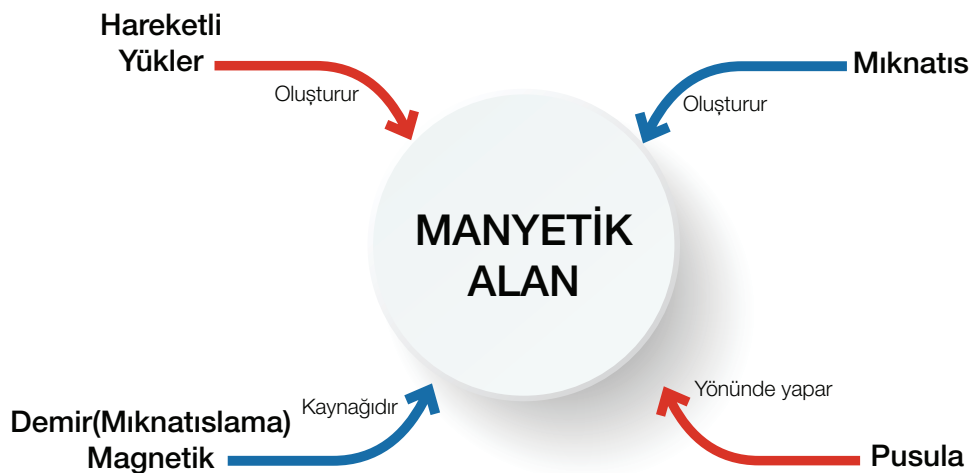 Hareketli
Yükler
Oluşturur
Mıknatıs
Oluşturur
MANYETİK
ALAN
Demir(Mıknatıslama)
Magnetik
Kaynağıdır
Yönünde yapar
Pusula